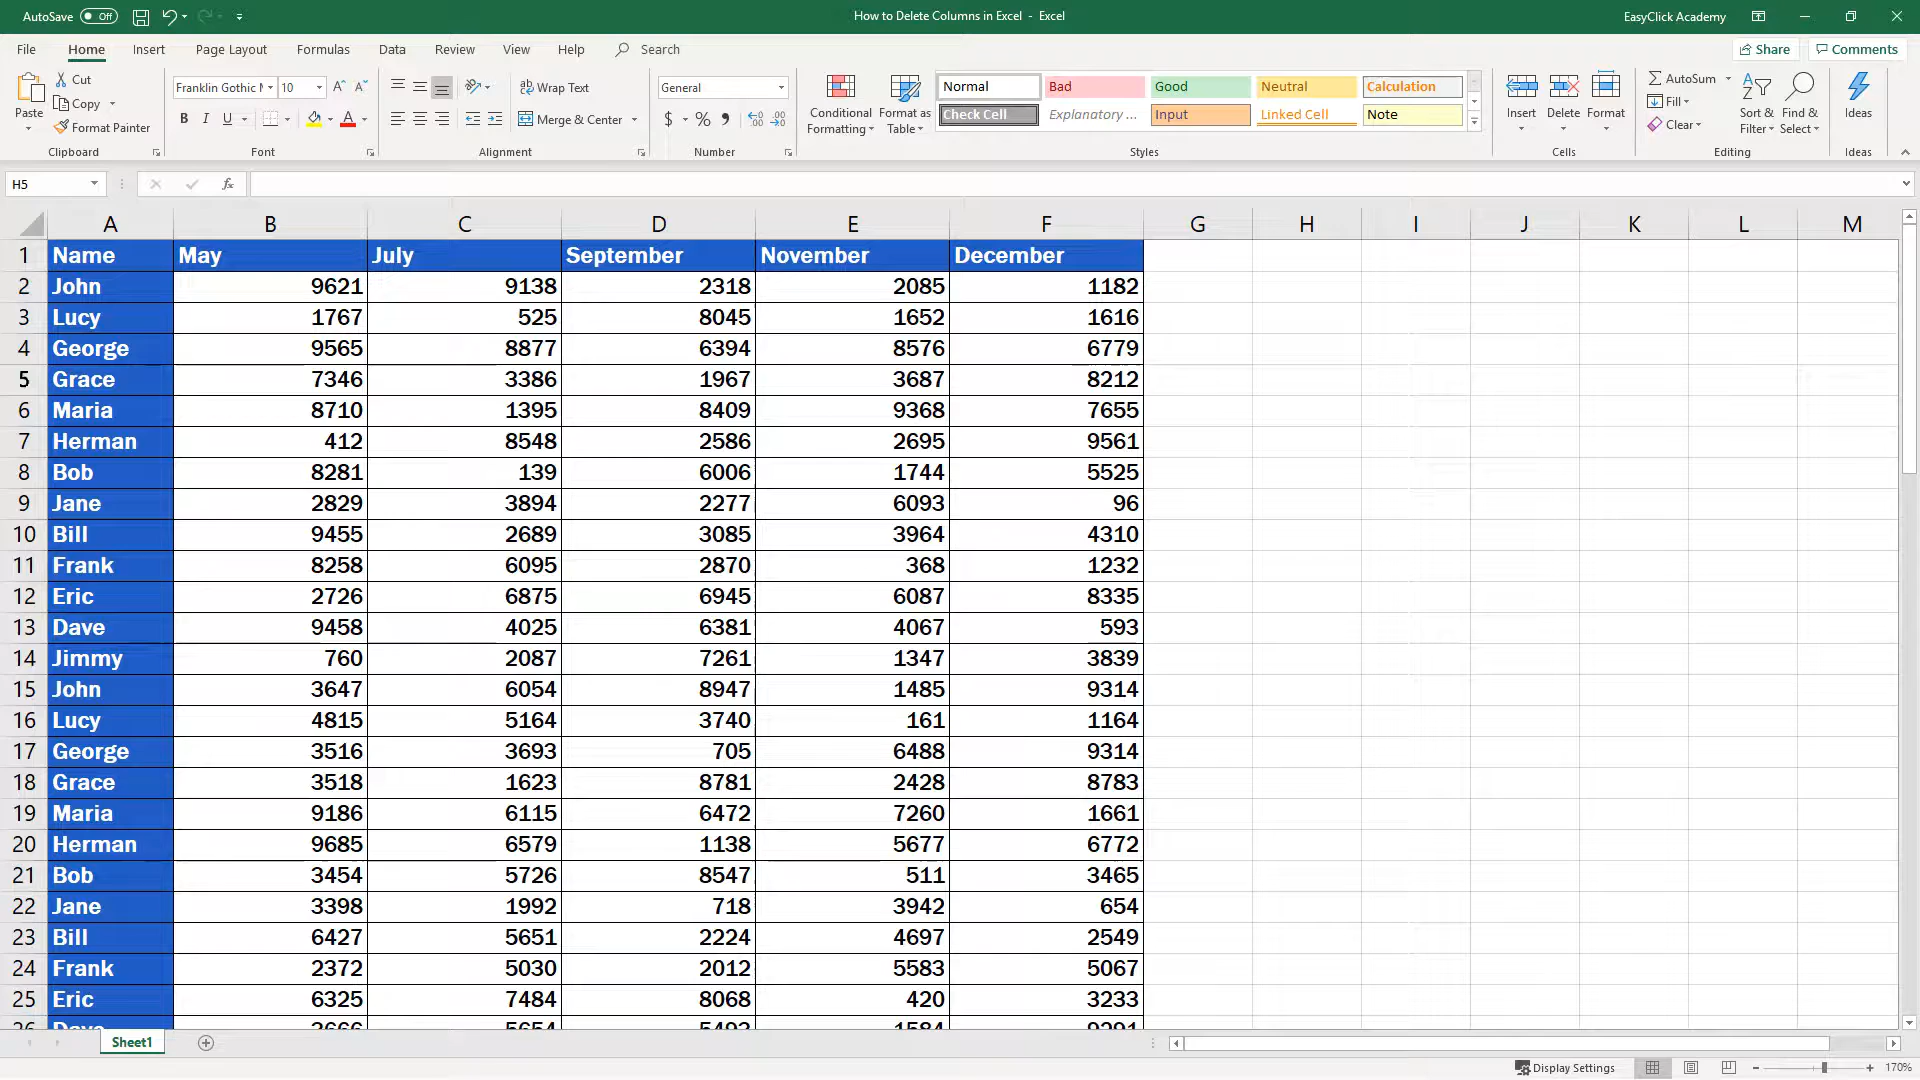 AutoSave Off How to Delete Columns in Excel - Excel EasyClick Academy
File Home Insert Page Layout Formulas Data Review View Help Search Share Comments
Paste Cut Copy Format Painter
Clipboard
Franklin Gothic 10
B I U A
Font
Wrap Text
Merge & Center
Alignment
General
$ % 9
Number
Conditional Formatting
Format as Table
Normal Bad Good Neutral Calculation
Check Cell Explanatory ... Input Linked Cell Note
Styles
Insert Delete Format
Cells
AutoSum
Fill
Clear
Sort & Filter
Find & Select
Editing
Ideas
Ideas
H5 fx
A B C D E F G H I J K L M
1 Name May July September November December
2 John 9621 9138 2318 2085 1182
3 Lucy 1767 525 8045 1652 1616
4 George 9565 8877 6394 8576 6779
5 Grace 7346 3386 1967 3687 8212
6 Maria 8710 1395 8409 9368 7655
7 Herman 412 8548 2586 2695 9561
8 Bob 8281 139 6006 1744 5525
9 Jane 2829 3894 2277 6093 96
10 Bill 9455 2689 3085 3964 4310
11 Frank 8258 6095 2870 368 1232
12 Eric 2726 6875 6945 6087 8335
13 Dave 9458 4025 6381 4067 593
14 Jimmy 760 2087 7261 1347 3839
15 John 3647 6054 8947 1485 9314
16 Lucy 4815 5164 3740 161 1164
17 George 3516 3693 705 6488 9314
18 Grace 3518 1623 8781 2428 8783
19 Maria 9186 6115 6472 7260 1661
20 Herman 9685 6579 1138 5677 6772
21 Bob 3454 5726 8547 511 3465
22 Jane 3398 1992 718 3942 654
23 Bill 6427 5651 2224 4697 2549
24 Frank 2372 5030 2012 5583 5067
25 Eric 6325 7484 8068 420 3233
Sheet1
Display Settings 170%